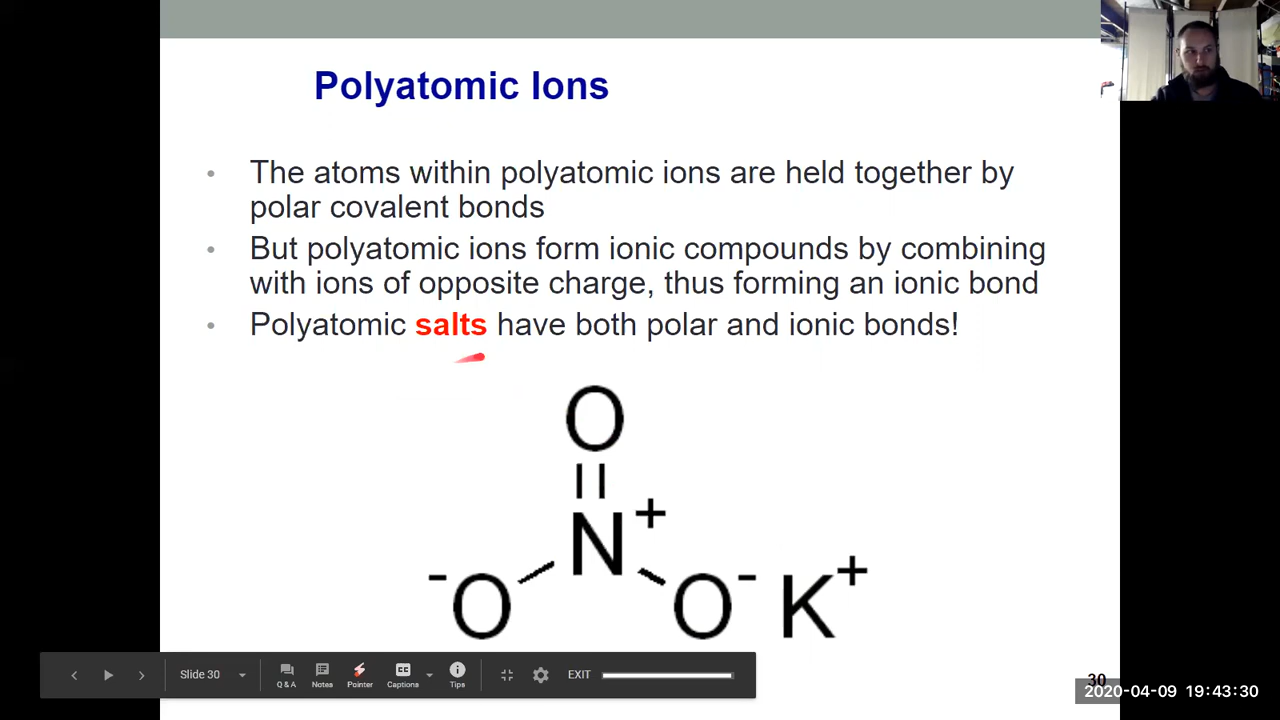 Polyatomic Ions
• The atoms within polyatomic ions are held together by
polar covalent bonds
• But polyatomic ions form ionic compounds by combining
with ions of opposite charge, thus forming an ionic bond
• Polyatomic salts have both polar and ionic bonds!
O
N+
-O
O- K+
Slide 30
Q & A
Notes
Pointer
Captions
Tips
EXIT
30
2020-04-09 19:43:30